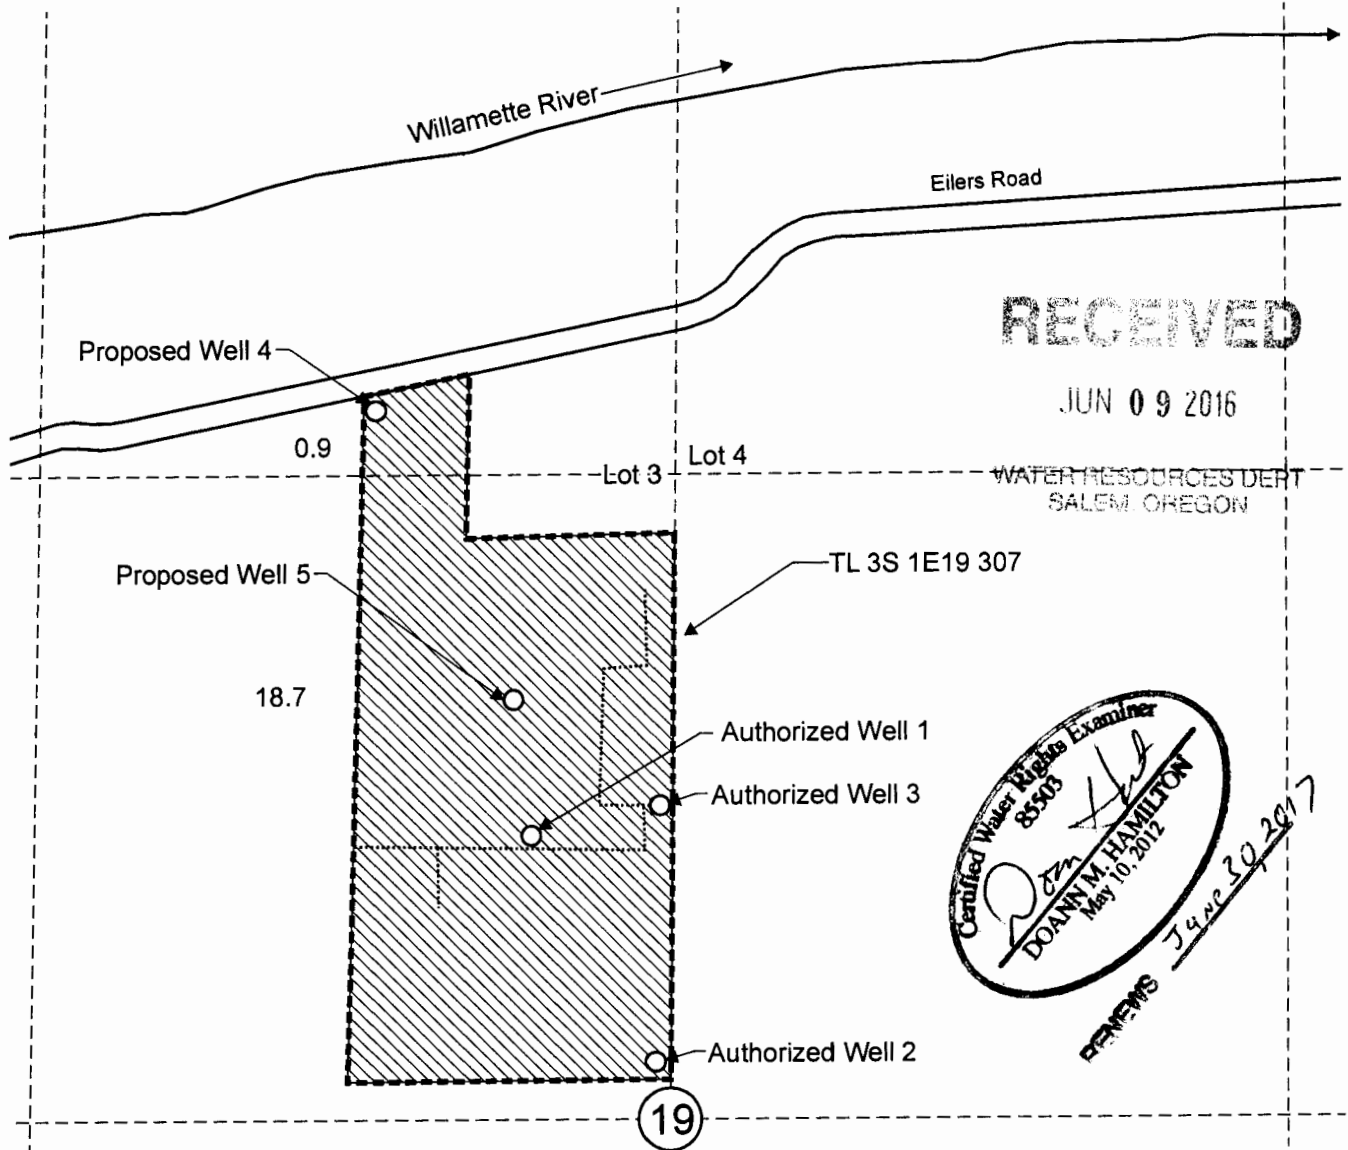 Willamette River
Eilers Road
RECEIVED
Proposed Well 4
JUN 09 2016
0.9
Lot 3
Lot 4
WATER RESOURCES DEPT
SALEM, OREGON
Proposed Well 5
TL 3S 1E19 307
18.7
Authorized Well 1
Authorized Well 3
Certified Water Rights Examiner
85503
DOANN M. HAMILTON
May 10, 2012
RENEWS June 30, 2017
Authorized Well 2
19